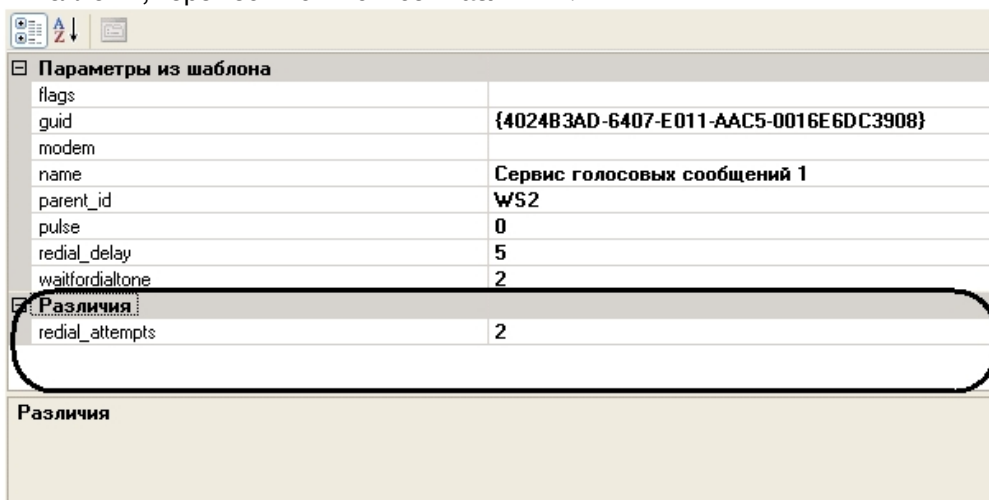 Параметры из шаблона
flags
guid {4024B3AD-6407-E011-AAC5-0016E6DC3908}
modem
name Сервис голосовых сообщений 1
parent_id WS2
pulse 0
redial_delay 5
waitfordialtone 2
Различия
redial_attempts 2
Различия